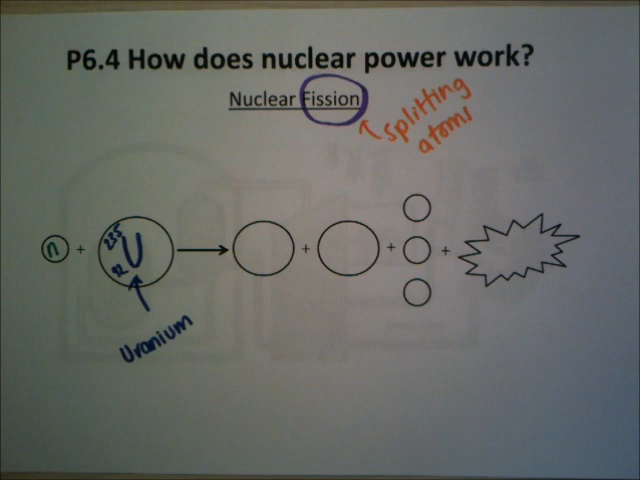 P6.4 How does nuclear power work?
Nuclear Fission
splitting
atoms
n + 235 U 92 + + +
Uranium